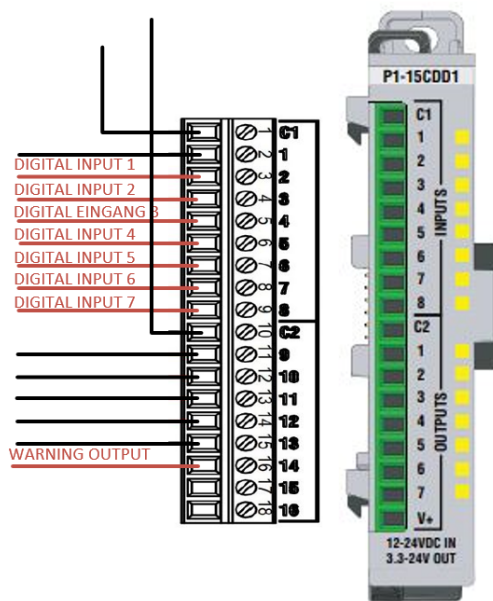 P1-15CDD1
DIGITAL INPUT 1
DIGITAL INPUT 2
DIGITAL EINGANG 3
DIGITAL INPUT 4
DIGITAL INPUT 5
DIGITAL INPUT 6
DIGITAL INPUT 7
WARNING OUTPUT
1 C1
2 1
3 2
4 3
5 4
6 5
7 6
8 7
9 8
10 C2
11 9
12 10
13 11
14 12
15 13
16 14
17 15
18 16
C1
1
2
3
4
5
6
7
8
INPUTS
C2
1
2
3
4
5
6
7
V+
OUTPUTS
12-24VDC IN
3.3-24V OUT